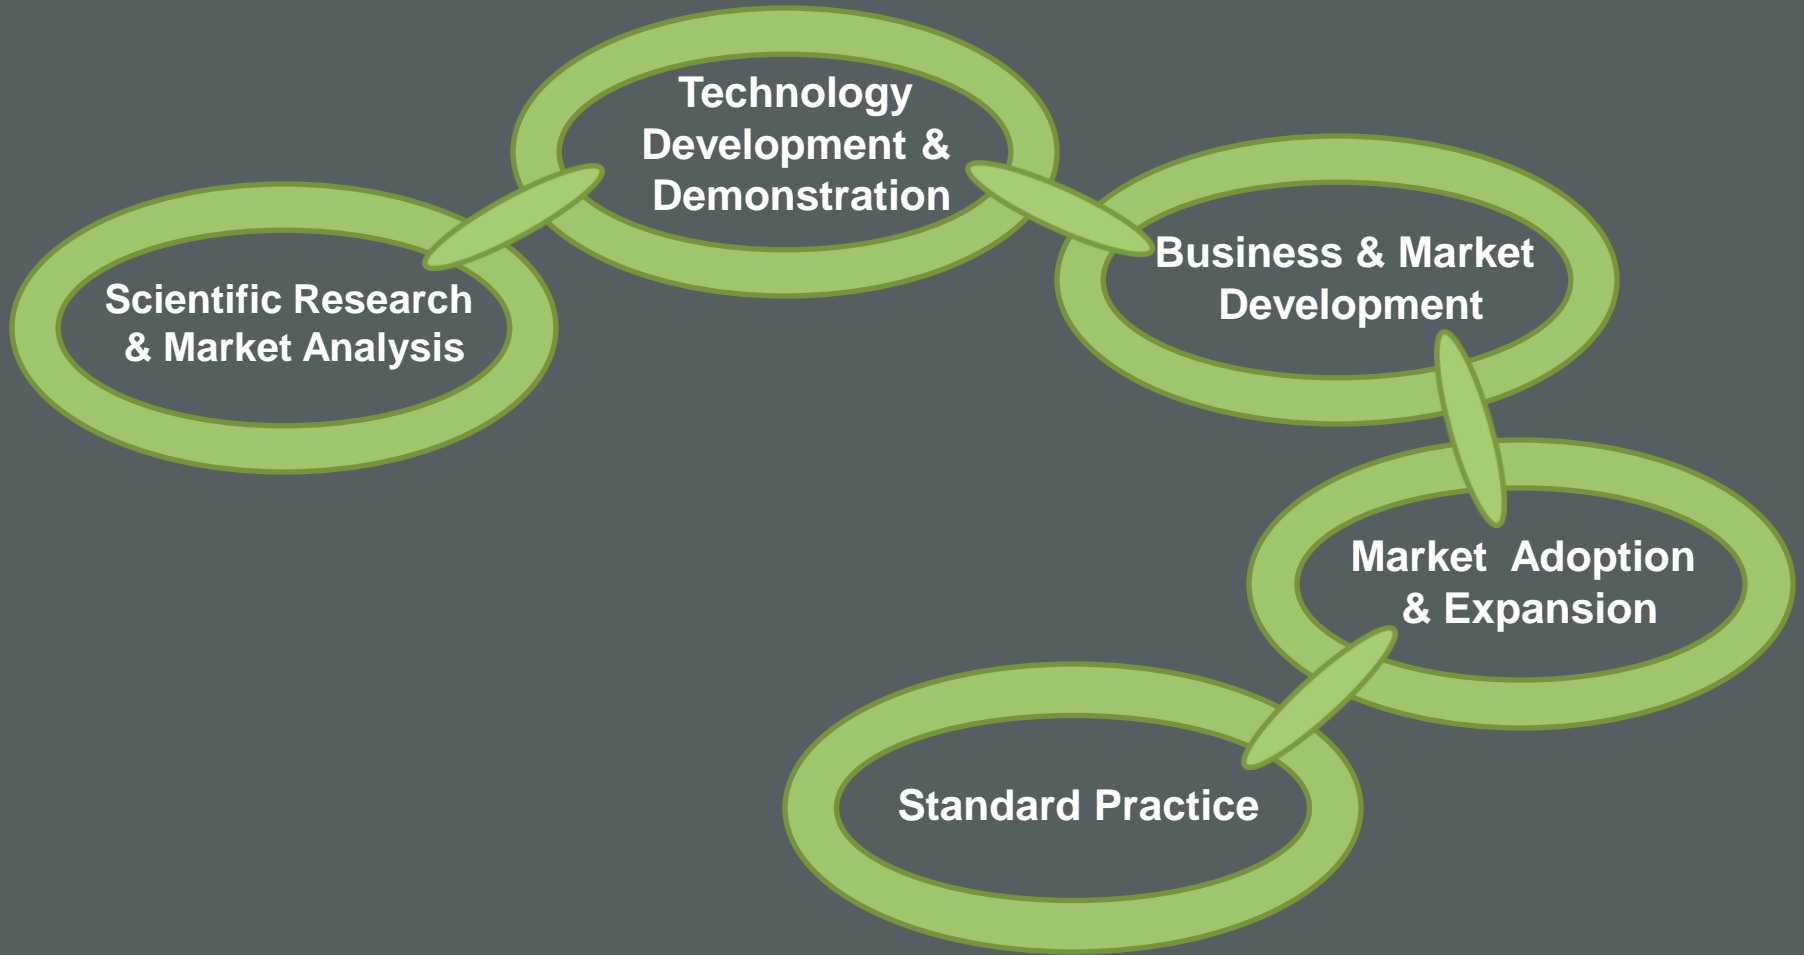 Scientific Research
& Market Analysis
Technology
Development &
Demonstration
Business & Market
Development
Market Adoption
& Expansion
Standard Practice